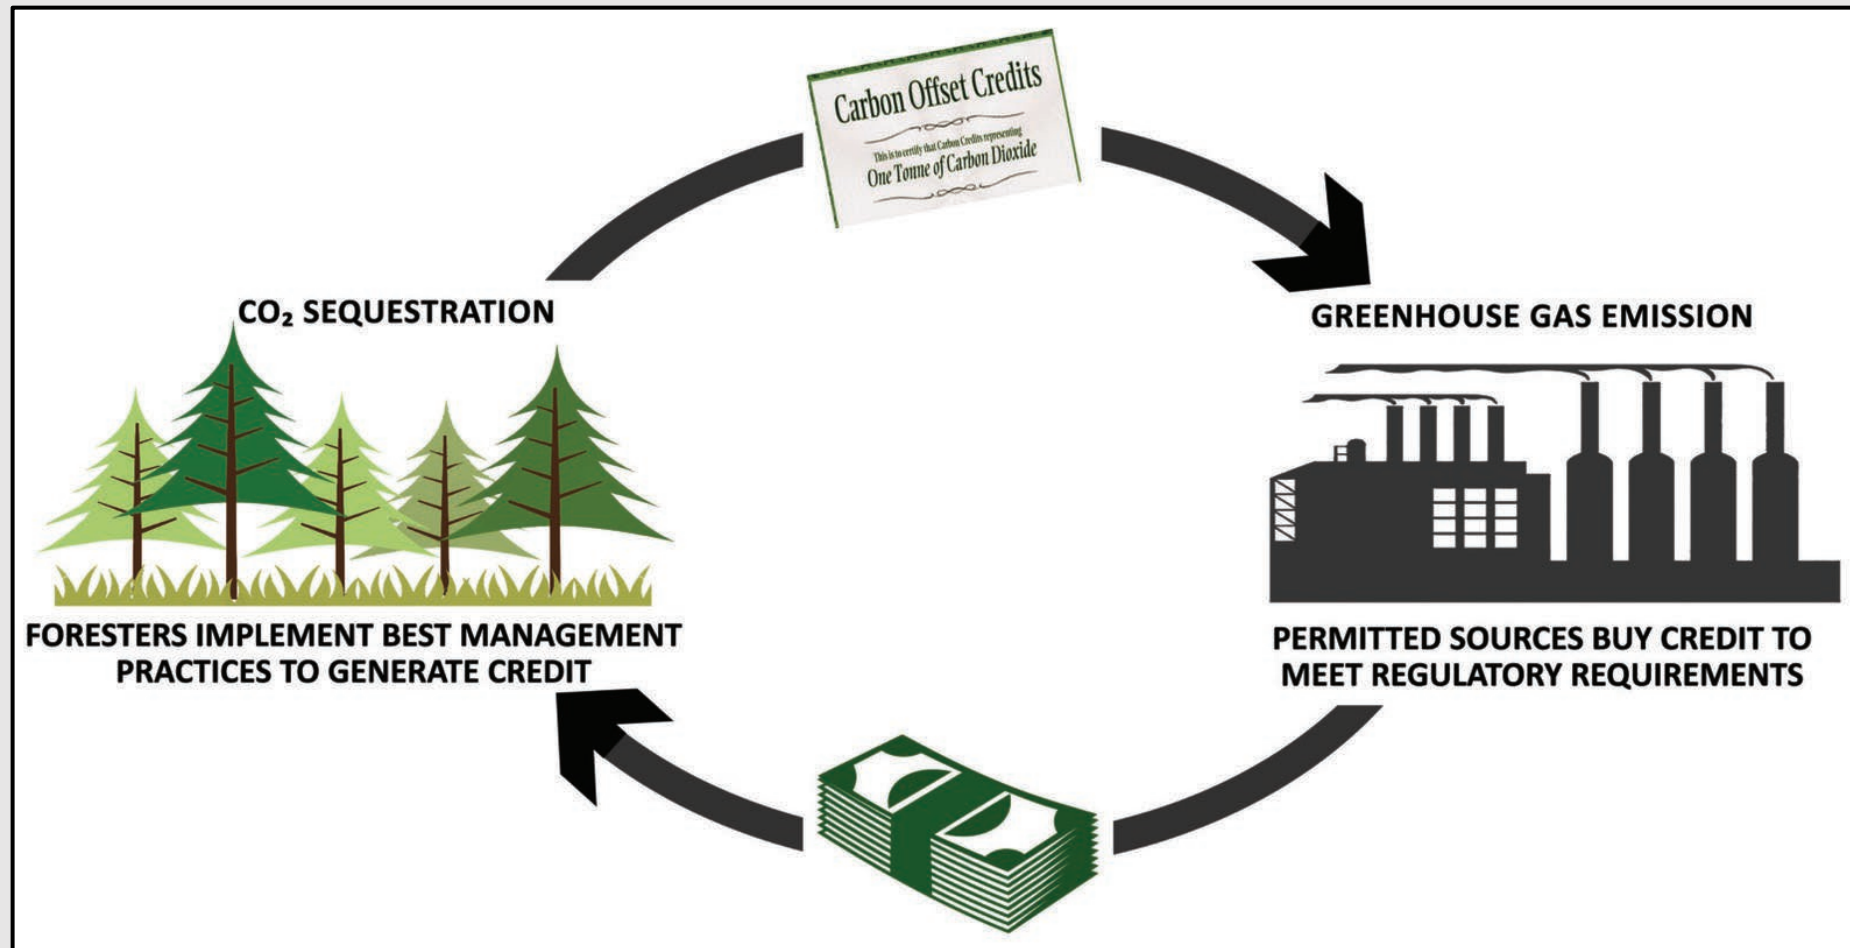 Carbon Offset Credits
This is to certify that Carbon Credits representing
One Tonne of Carbon Dioxide
CO₂ SEQUESTRATION
GREENHOUSE GAS EMISSION
FORESTERS IMPLEMENT BEST MANAGEMENT
PRACTICES TO GENERATE CREDIT
PERMITTED SOURCES BUY CREDIT TO
MEET REGULATORY REQUIREMENTS